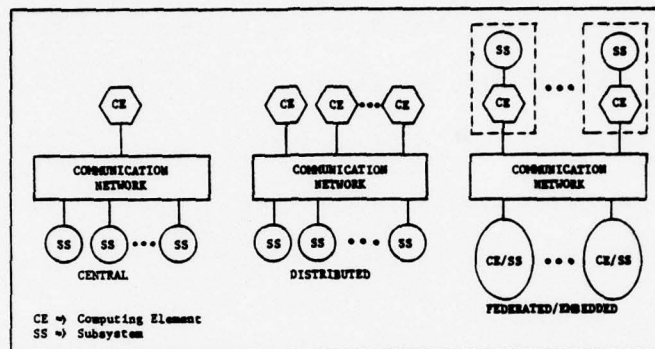 CE
COMMUNICATION
NETWORK
SS SS ••• SS
CENTRAL
CE CE ••• CE
COMMUNICATION
NETWORK
SS SS ••• SS
DISTRIBUTED
SS ••• SS
CE CE
COMMUNICATION
NETWORK
CE/SS ••• CE/SS
FEDERATED/EMBEDDED
CE => Computing Element
SS => Subsystem